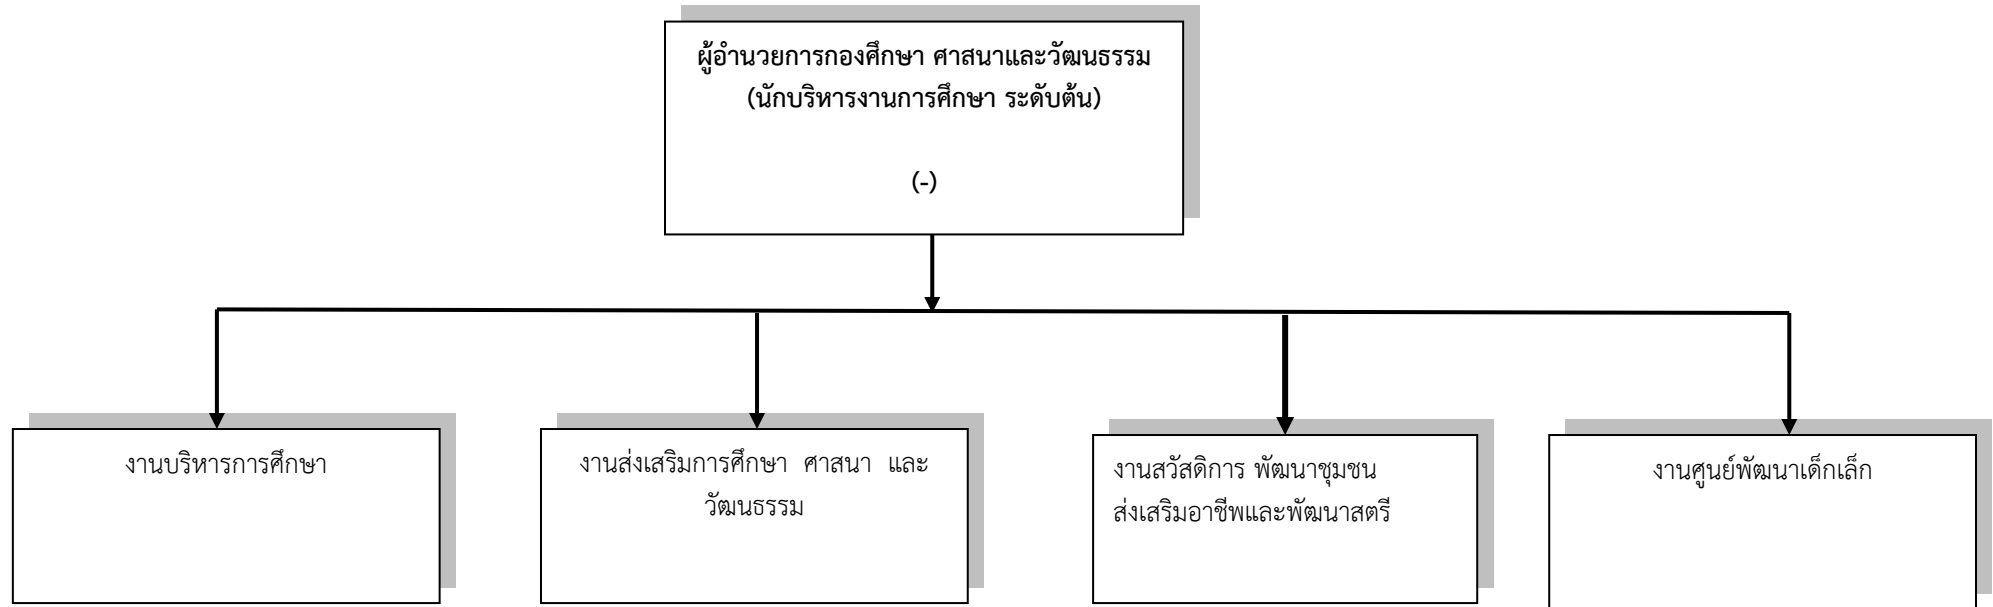 ผู้อำนวยการกองศึกษา ศาสนาและวัฒนธรรม
(นักบริหารงานการศึกษา ระดับต้น)
(-)
งานบริหารการศึกษา
งานส่งเสริมการศึกษา ศาสนา และ
วัฒนธรรม
งานสวัสดิการ พัฒนาชุมชน
ส่งเสริมอาชีพและพัฒนาสตรี
งานศูนย์พัฒนาเด็กเล็ก